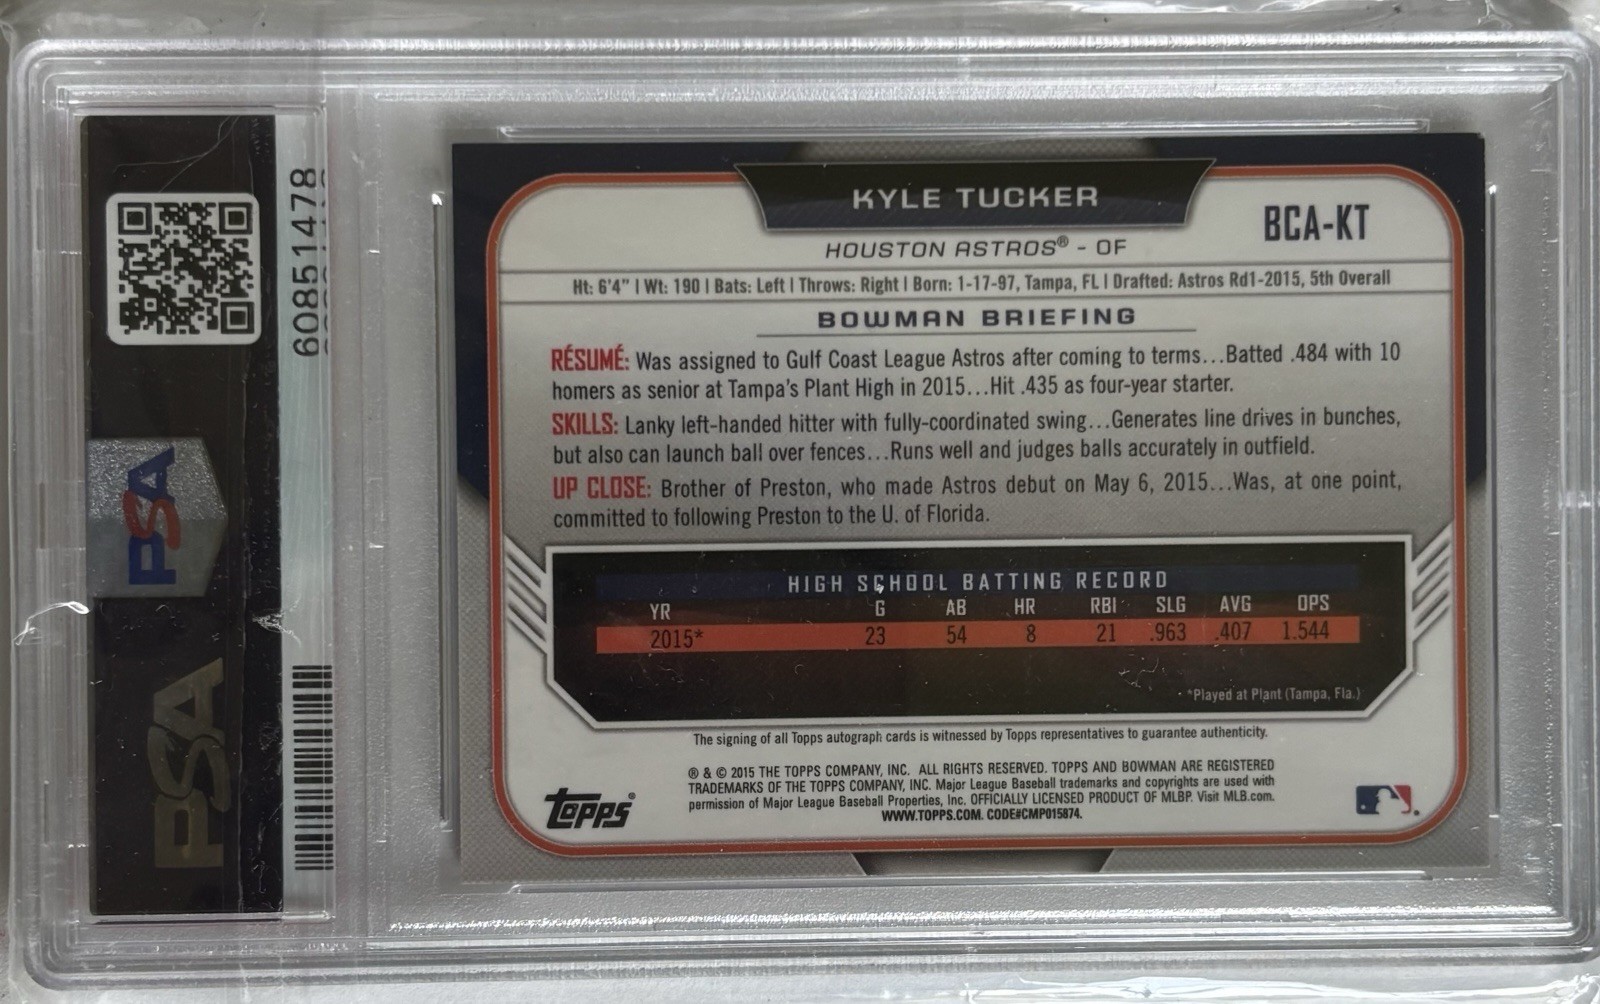 60851478
PSA
PSA
KYLE TUCKER
BCA-KT
HOUSTON ASTROS® - OF
Ht: 6'4" | Wt: 190 | Bats: Left | Throws: Right | Born: 1-17-97, Tampa, FL | Drafted: Astros Rd1-2015, 5th Overall
BOWMAN BRIEFING
RÉSUMÉ: Was assigned to Gulf Coast League Astros after coming to terms...Batted .484 with 10
homers as senior at Tampa's Plant High in 2015...Hit .435 as four-year starter.
SKILLS: Lanky left-handed hitter with fully-coordinated swing...Generates line drives in bunches,
but also can launch ball over fences...Runs well and judges balls accurately in outfield.
UP CLOSE: Brother of Preston, who made Astros debut on May 6, 2015...Was, at one point,
committed to following Preston to the U. of Florida.
HIGH SCHOOL BATTING RECORD
YR G AB HR RBI SLG AVG OPS
2015* 23 54 8 21 .963 .407 1.544
*Played at Plant (Tampa, Fla.)
The signing of all Topps autograph cards is witnessed by Topps representatives to guarantee authenticity.
® & © 2015 THE TOPPS COMPANY, INC. ALL RIGHTS RESERVED. TOPPS AND BOWMAN ARE REGISTERED
TRADEMARKS OF THE TOPPS COMPANY, INC. Major League Baseball trademarks and copyrights are used with
permission of Major League Baseball Properties, Inc. OFFICIALLY LICENSED PRODUCT OF MLBP. Visit MLB.com.
WWW.TOPPS.COM. CODE#CMP015874.
Topps®